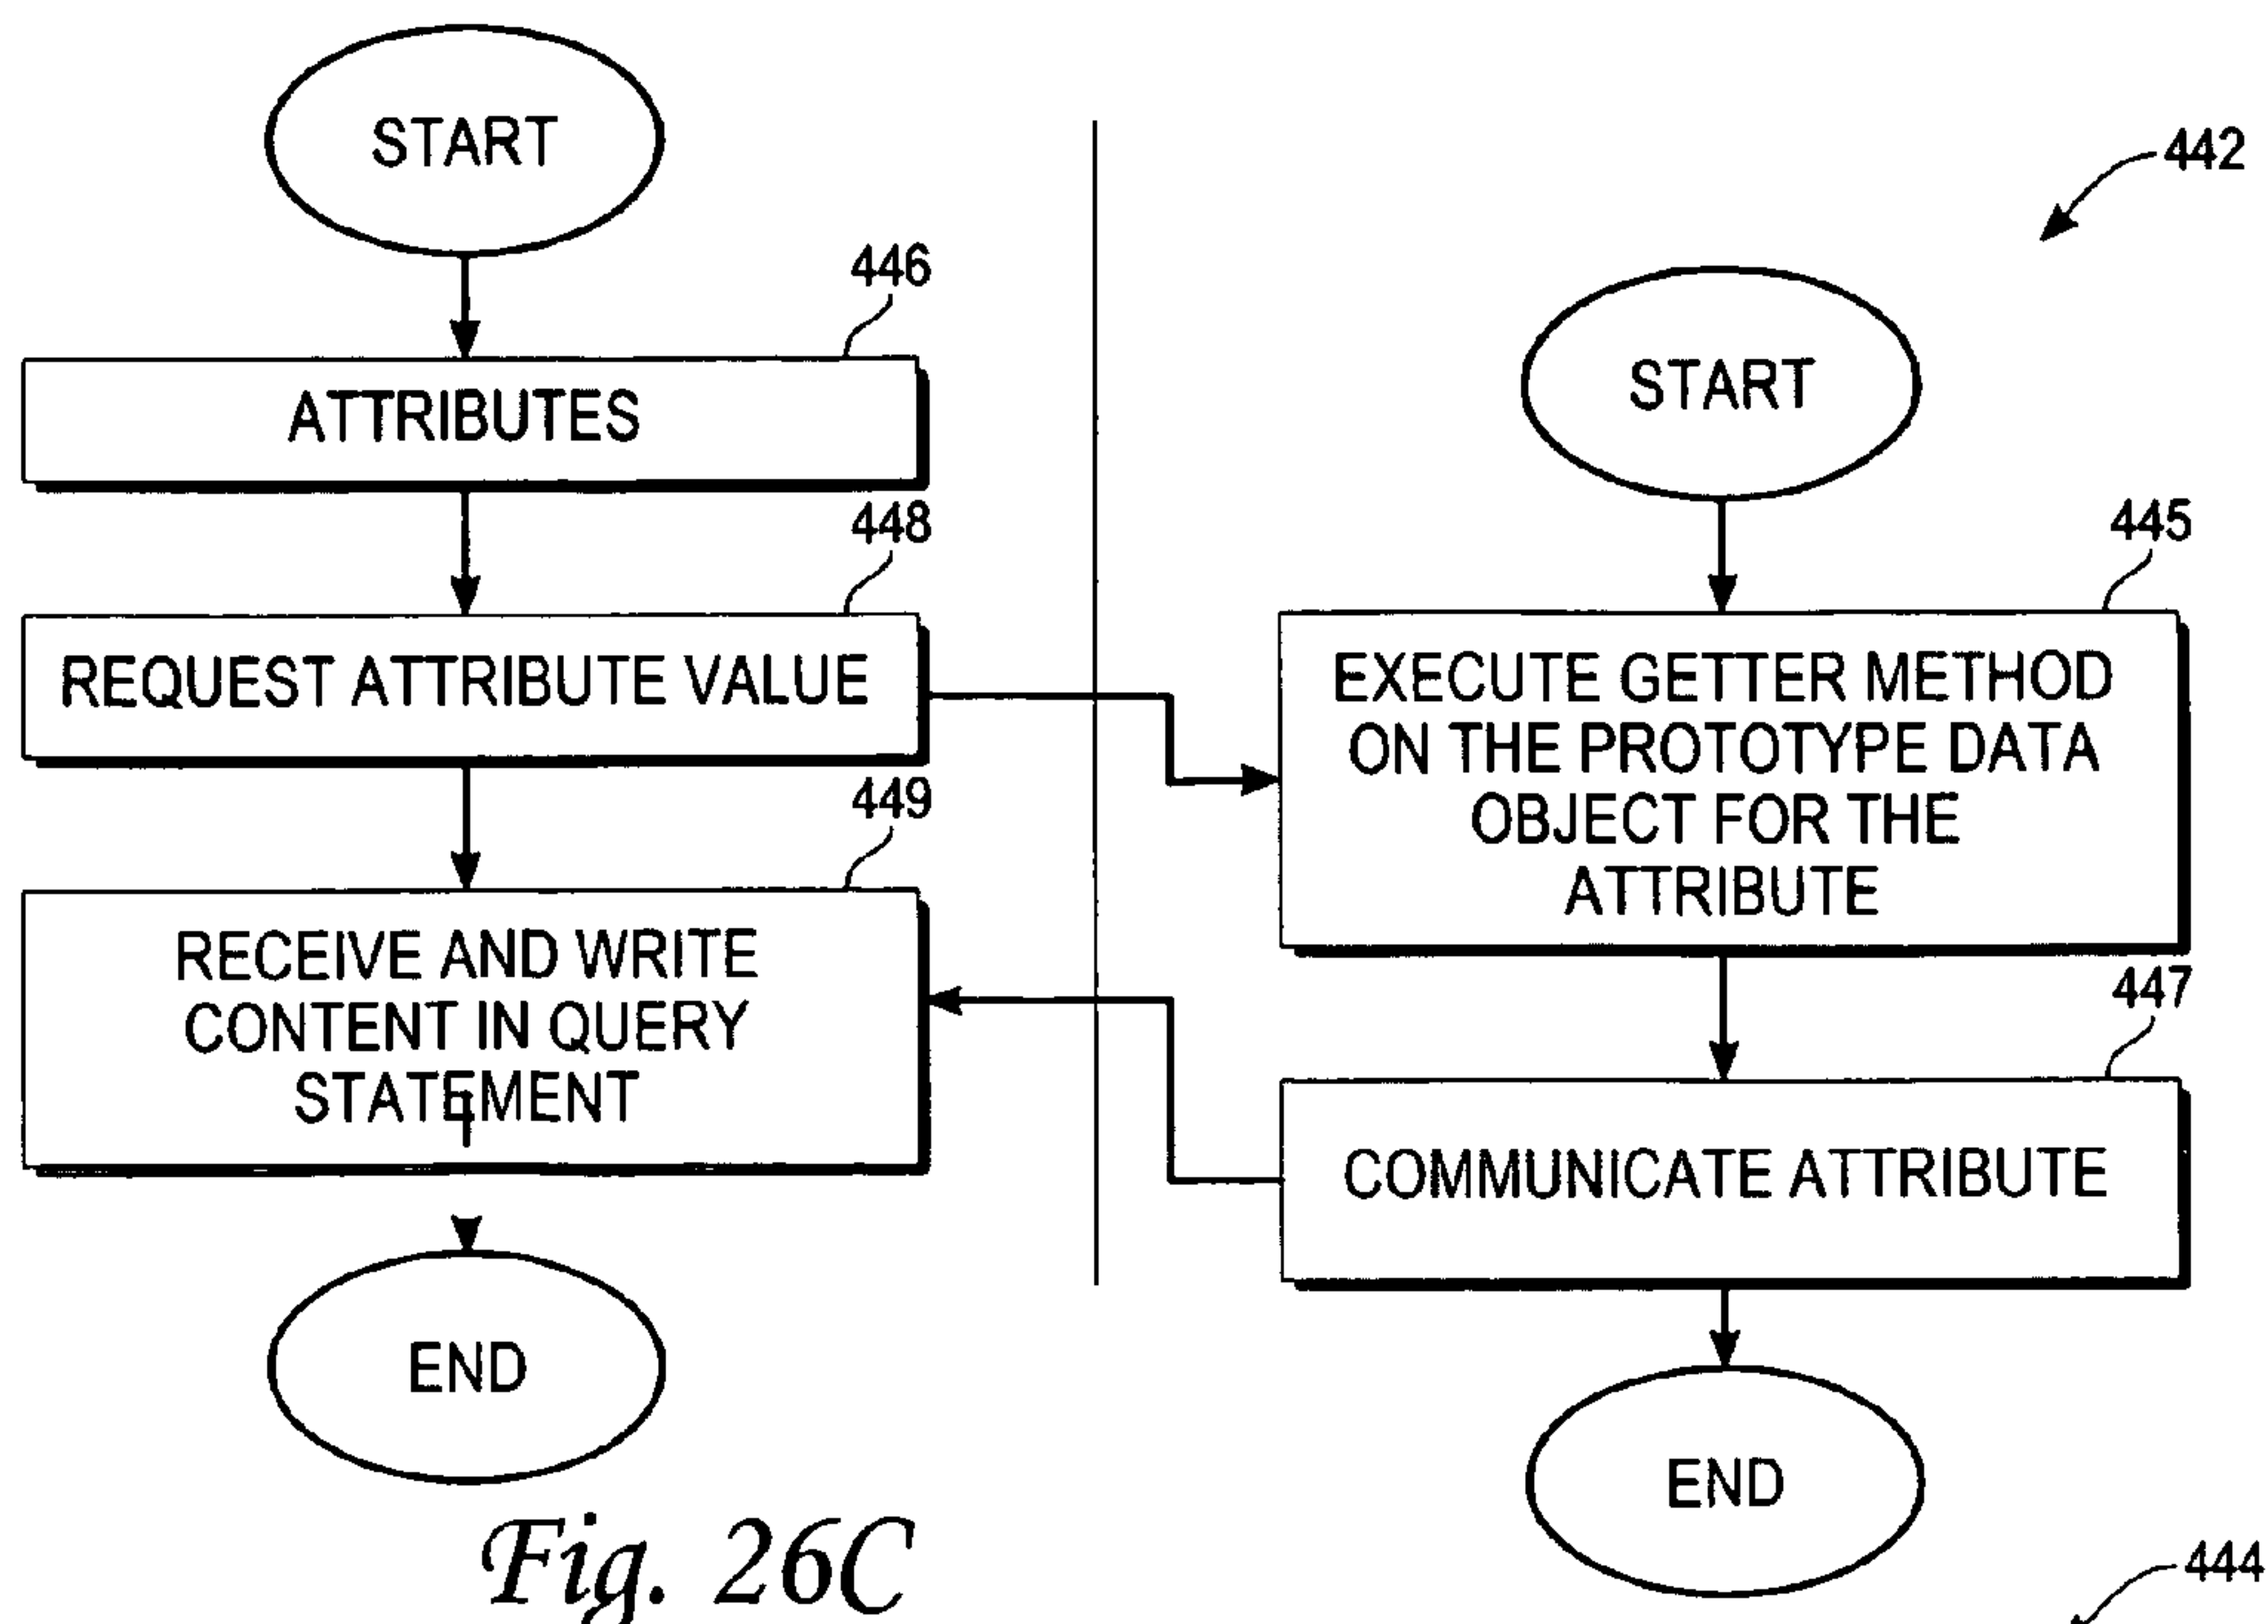 START
446
ATTRIBUTES
448
REQUEST ATTRIBUTE VALUE
449
RECEIVE AND WRITE
CONTENT IN QUERY
STATEMENT
END
442
START
445
EXECUTE GETTER METHOD
ON THE PROTOTYPE DATA
OBJECT FOR THE
ATTRIBUTE
447
COMMUNICATE ATTRIBUTE
END
Fig. 26C
444